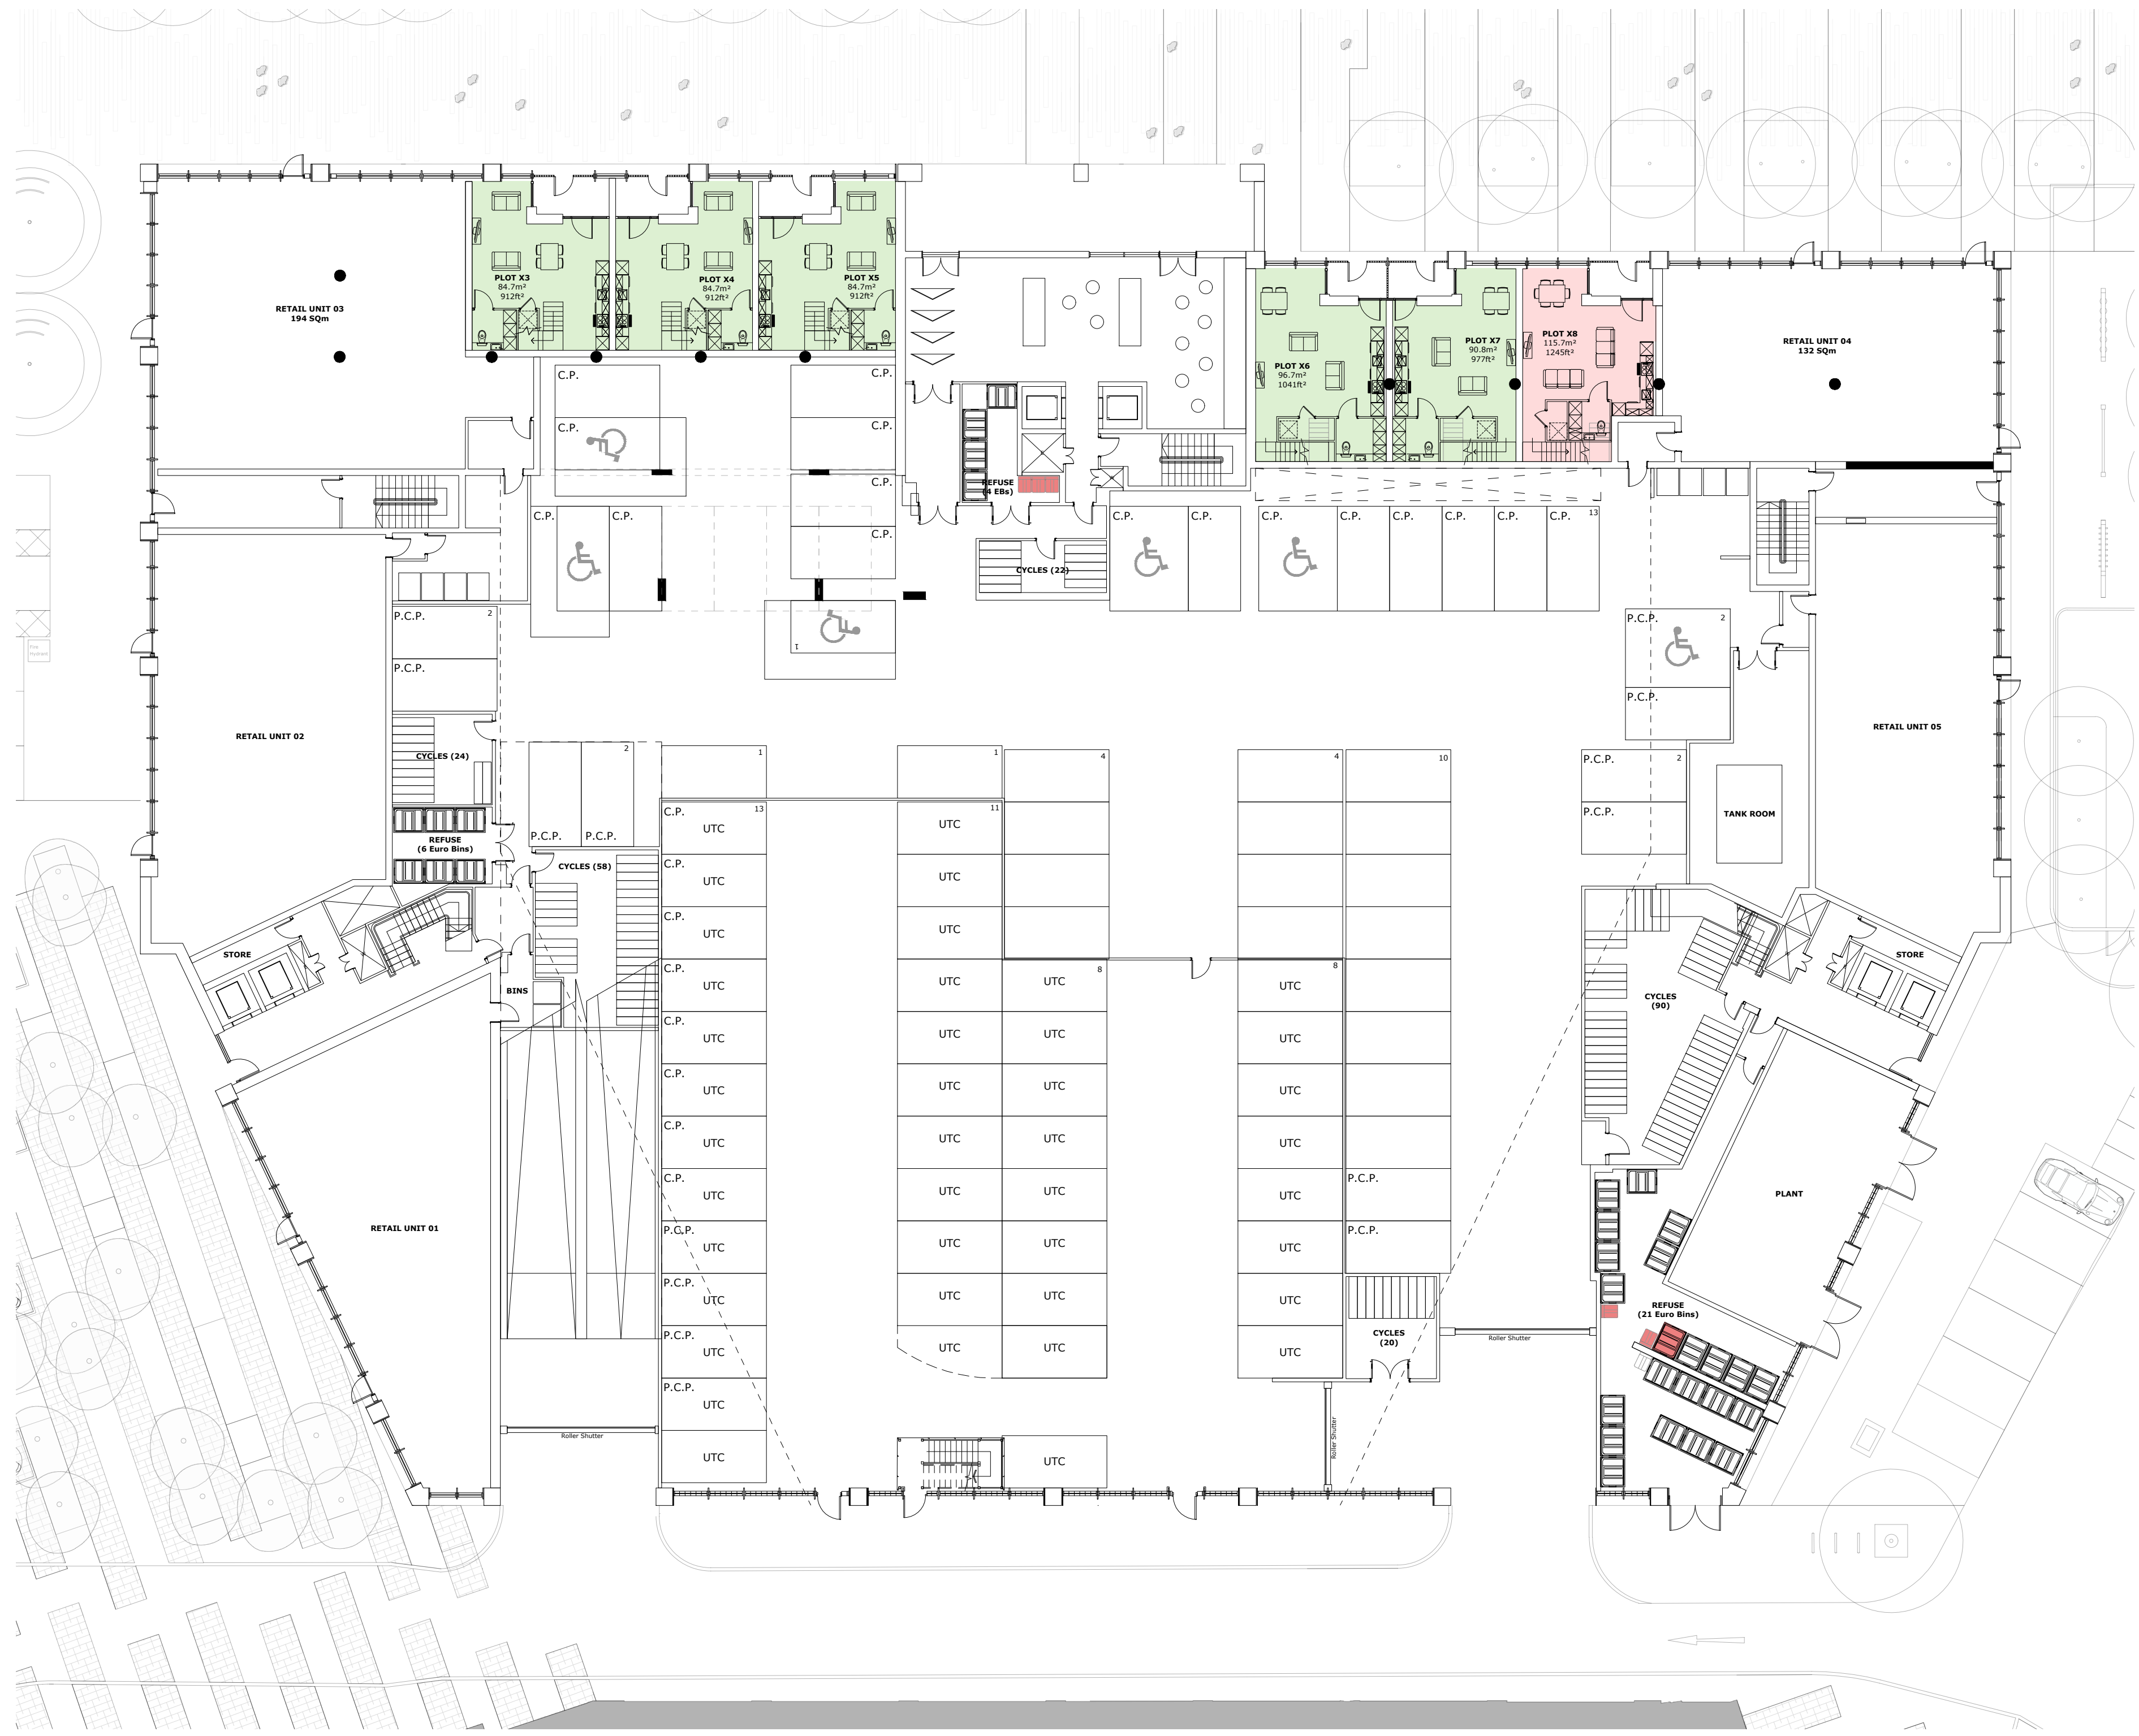 PLOT X3
84.7m²
912ft²
PLOT X4
84.7m²
912ft²
PLOT X5
84.7m²
912ft²
RETAIL UNIT 03
194 SQm
PLOT X6
96.7m²
1041ft²
PLOT X7
90.8m²
977ft²
PLOT X8
115.7m²
1245ft²
RETAIL UNIT 04
132 SQm
C.P.
C.P.
C.P.
C.P.
C.P.
C.P.
REFUSE
(4 EBs)
C.P.
C.P.
C.P.
C.P.
C.P.
C.P.
C.P.
C.P.
C.P.
C.P.
13
CYCLES (22)
1
P.C.P.
2
P.C.P.
P.C.P.
2
P.C.P.
Fire
Hydrant
RETAIL UNIT 02
RETAIL UNIT 05
CYCLES (24)
2
P.C.P.
P.C.P.
1
1
4
4
10
P.C.P.
2
P.C.P.
TANK ROOM
REFUSE
(6 Euro Bins)
CYCLES (58)
C.P.
13
UTC
11
UTC
C.P.
UTC
UTC
C.P.
UTC
UTC
STORE
STORE
BINS
CYCLES
(90)
C.P.
UTC
UTC
8
UTC
8
UTC
C.P.
UTC
UTC
UTC
UTC
C.P.
UTC
UTC
UTC
UTC
C.P.
UTC
UTC
UTC
UTC
C.P.
UTC
UTC
UTC
UTC
P.C.P.
P.C.P.
UTC
UTC
UTC
UTC
P.C.P.
P.C.P.
UTC
UTC
UTC
UTC
P.C.P.
UTC
UTC
UTC
UTC
P.C.P.
UTC
UTC
UTC
RETAIL UNIT 01
PLANT
REFUSE
(21 Euro Bins)
CYCLES
(20)
Roller Shutter
Roller Shutter
Roller Shutter